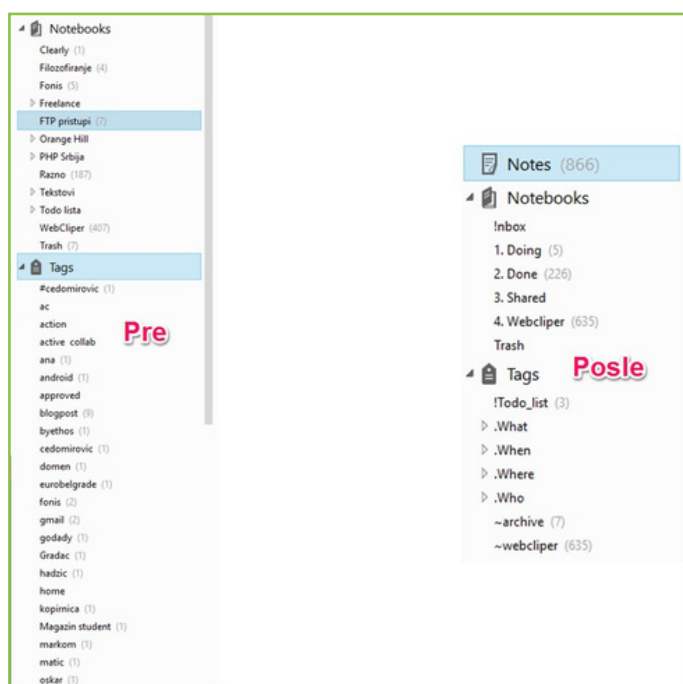 Notebooks
Clearly (1)
Filozofiranje (4)
Fonis (5)
Freelance
FTP pristupi (7)
Orange Hill
PHP Srbija
Razno (187)
Tekstovi
Todo lista
WebCliper (407)
Trash (7)
Tags
#cedomirovic (1)
ac
action
active_collab
ana (1)
android (1)
approved
blogpost (9)
byethos (1)
cedomirovic (1)
domen (1)
eurobelgrade (1)
fonis (2)
gmail (2)
godady (1)
Gradac (1)
hadzic (1)
home
kopirnica (1)
Magazin student (1)
markom (1)
matic (1)
oskar (1)
Pre
Notes (866)
Notebooks
!nbox
1. Doing (5)
2. Done (226)
3. Shared
4. Webcliper (635)
Trash
Posle
Tags
!Todo_list (3)
.What
.When
.Where
.Who
~archive (7)
~webcliper (635)